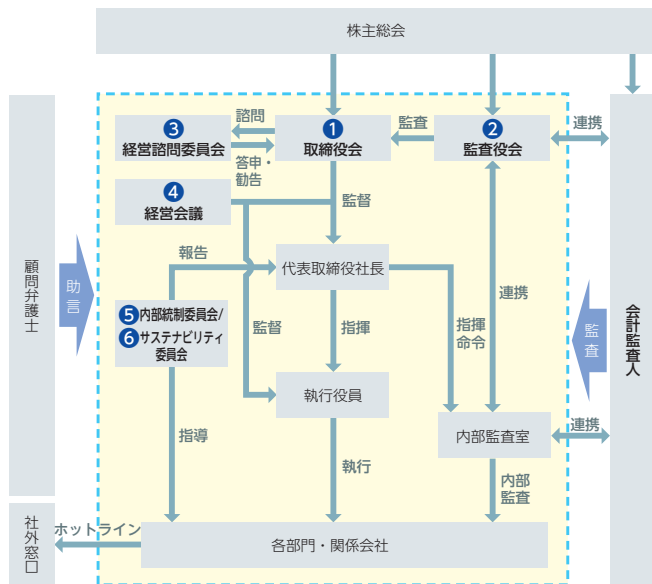 株主総会
諮問
❸
経営諮問委員会
❶
取締役会
監査
❷
監査役会
連携
答申・
勧告
❹
経営会議
監督
顧問弁護士
助言
報告
代表取締役社長
❺内部統制委員会/
❻サステナビリティ
委員会
監督
指揮
指揮
命令
連携
監査
会計監査人
執行役員
指導
執行
内部監査室
連携
内部
監査
社外窓口
ホットライン
各部門・関係会社